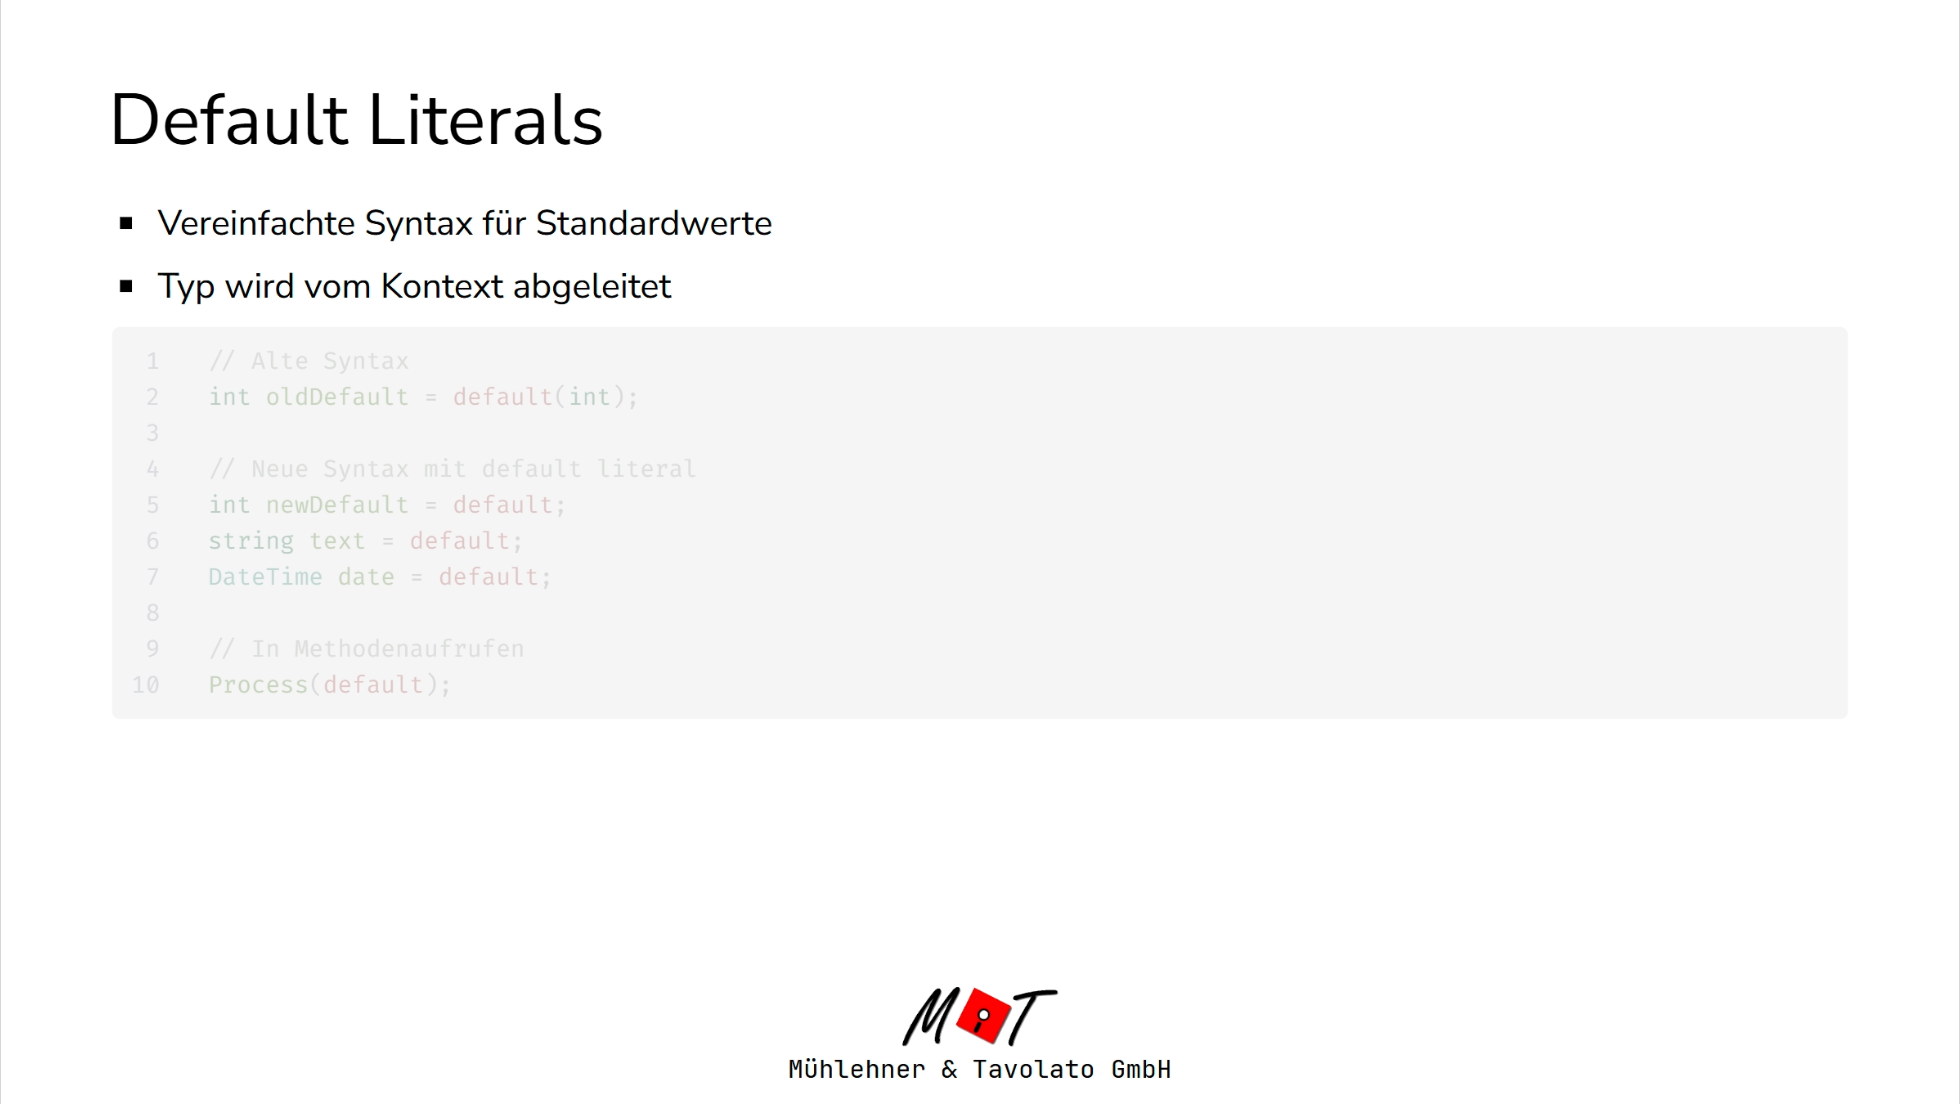 Default Literals
▪ Vereinfachte Syntax für Standardwerte
▪ Typ wird vom Kontext abgeleitet
1 // Alte Syntax
2 int oldDefault = default(int);
3
4 // Neue Syntax mit default literal
5 int newDefault = default;
6 string text = default;
7 DateTime date = default;
8
9 // In Methodenaufrufen
10 Process(default);
M T
Mühlehner & Tavolato GmbH